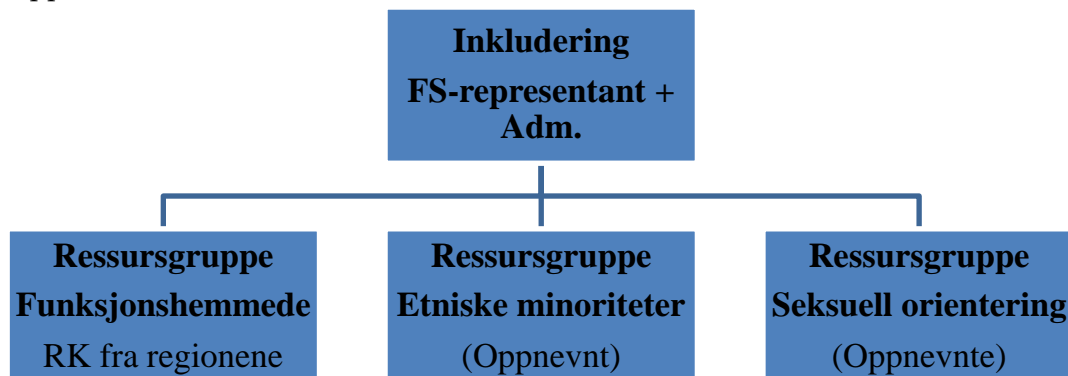 Inkludering
FS-representant +
Adm.
Ressursgruppe
Funksjonshemmede
RK fra regionene
Ressursgruppe
Etniske minoriteter
(Oppnevnt)
Ressursgruppe
Seksuell orientering
(Oppnevnte)